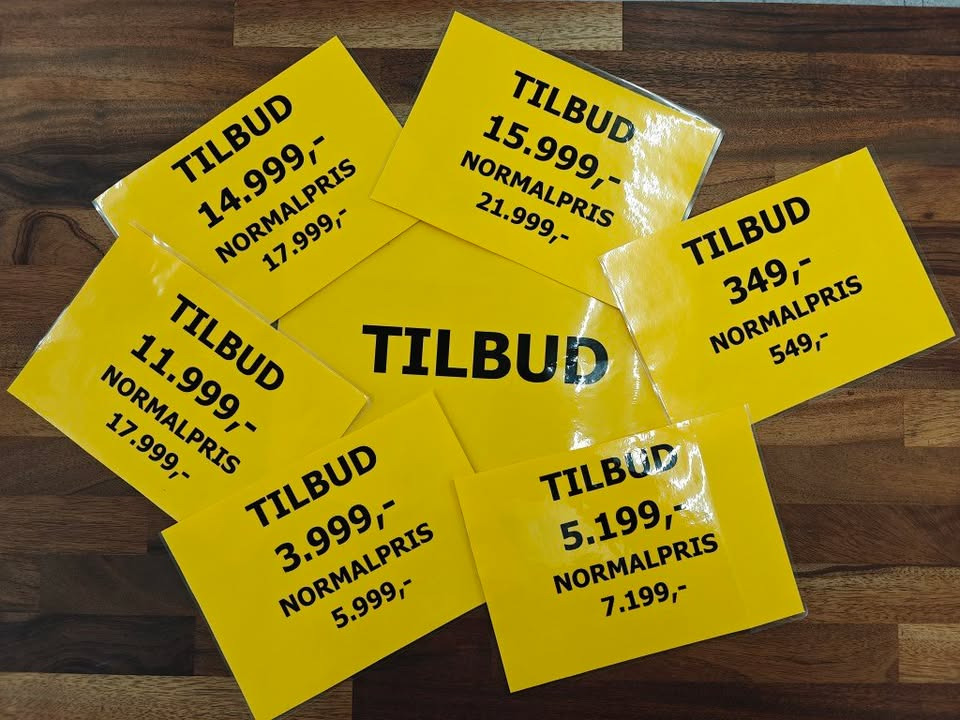 TILBUD
14.999,-
NORMALPRIS
17.999,-
TILBUD
15.999,-
NORMALPRIS
21.999,-
TILBUD
349,-
NORMALPRIS
549,-
TILBUD
11.999,-
NORMALPRIS
17.999,-
TILBUD
TILBUD
3.999,-
NORMALPRIS
5.999,-
TILBUD
5.199,-
NORMALPRIS
7.199,-